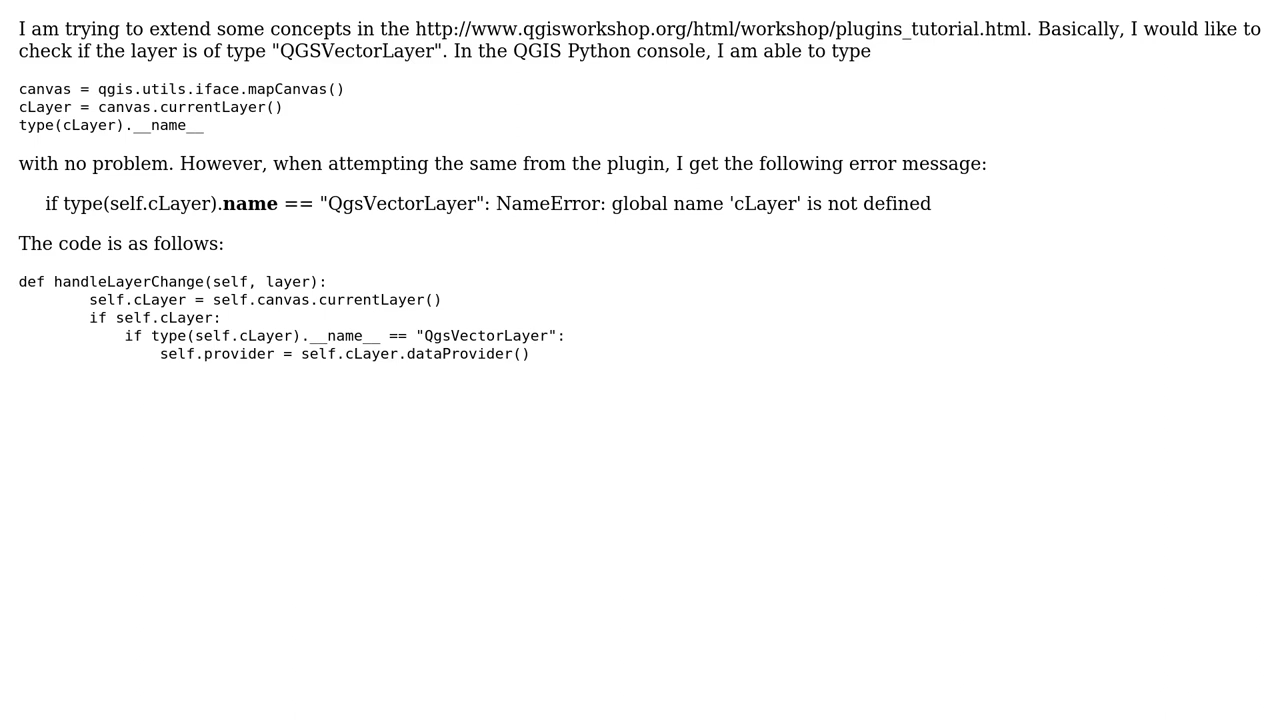 I am trying to extend some concepts in the http://www.qgisworkshop.org/html/workshop/plugins_tutorial.html. Basically, I would like to
check if the layer is of type "QGSVectorLayer". In the QGIS Python console, I am able to type
canvas = qgis.utils.iface.mapCanvas()
cLayer = canvas.currentLayer()
type(cLayer).__name__
with no problem. However, when attempting the same from the plugin, I get the following error message:
if type(self.cLayer).name == "QgsVectorLayer": NameError: global name 'cLayer' is not defined
The code is as follows:
def handleLayerChange(self, layer):
        self.cLayer = self.canvas.currentLayer()
        if self.cLayer:
            if type(self.cLayer).__name__ == "QgsVectorLayer":
                self.provider = self.cLayer.dataProvider()